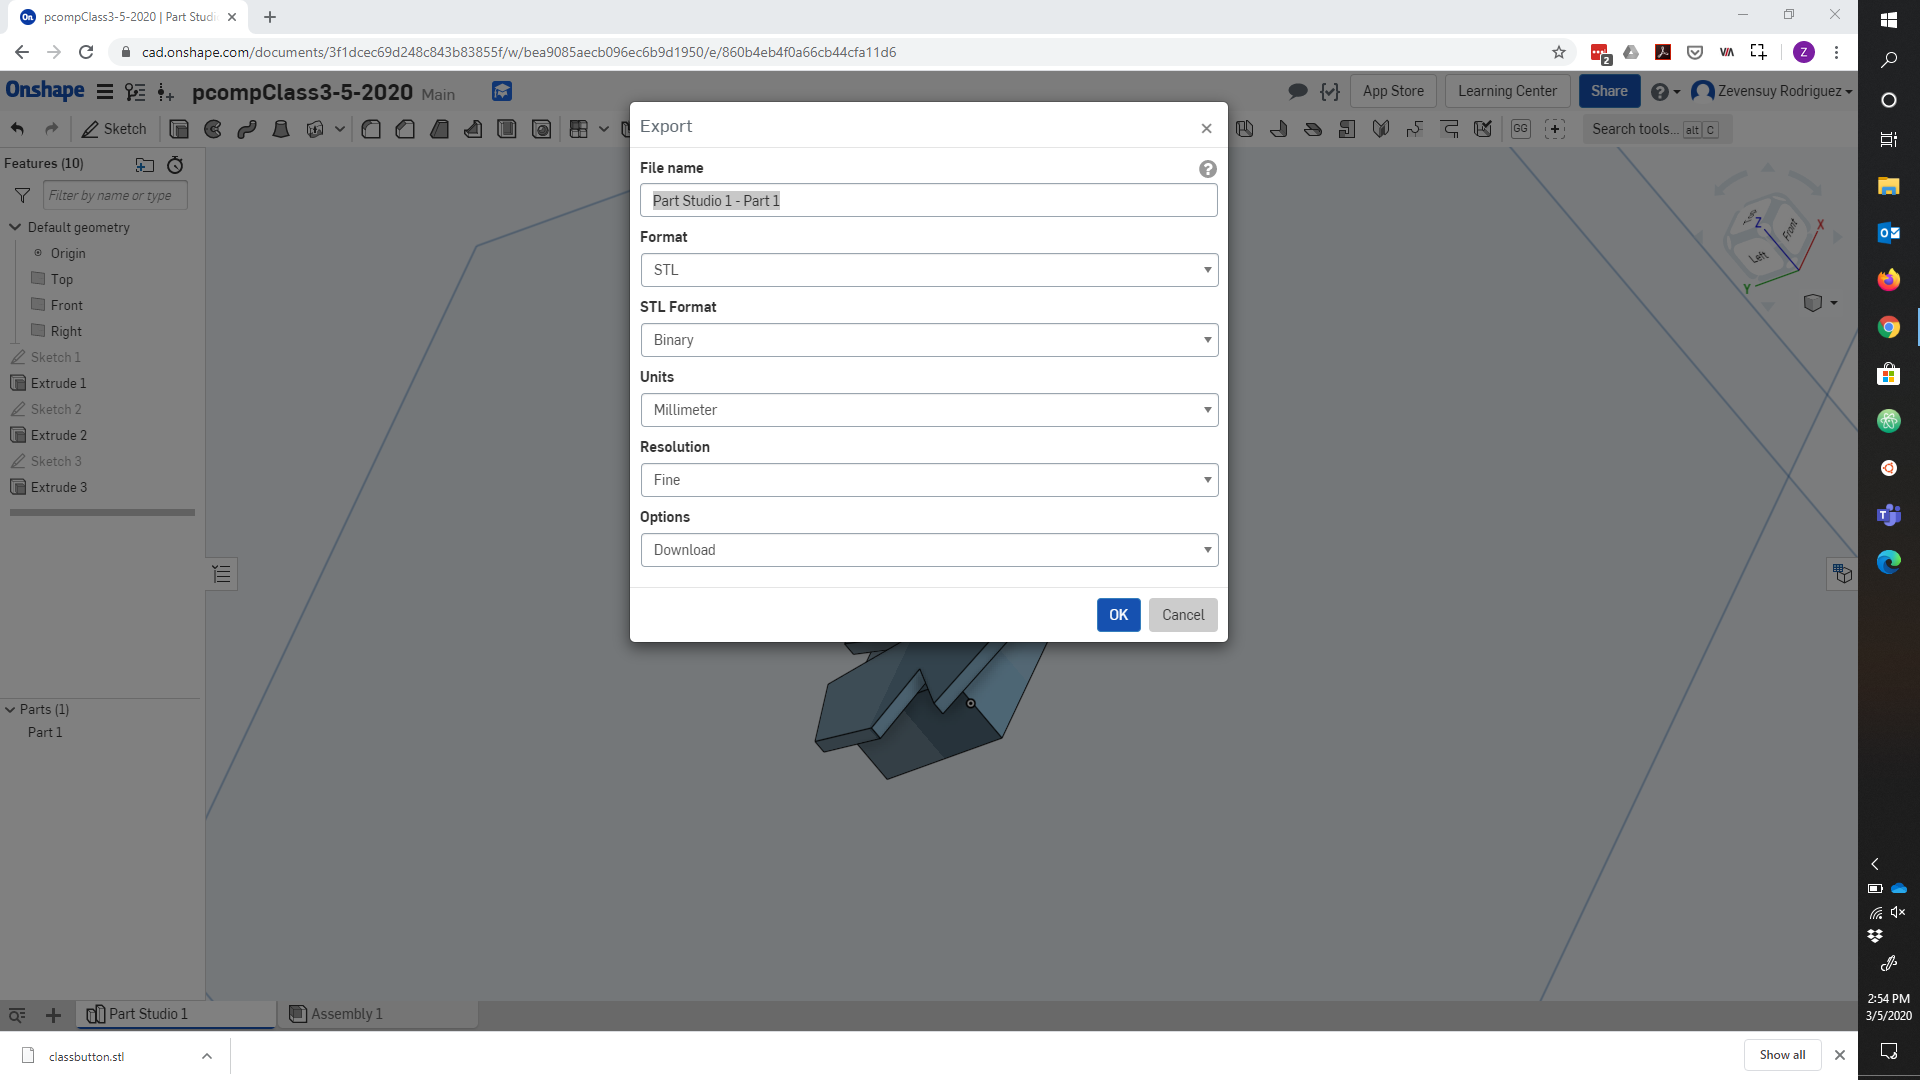 pcompClass3-5-2020 | Part Studi
cad.onshape.com/documents/3f1dcec69d248c843b83855f/w/bea9085aecb096ec6b9d1950/e/860b4eb4f0a66cb44cfa11d6
2
Z
Onshape
pcompClass3-5-2020 Main
App Store
Learning Center
Share
Zevensuy Rodriguez
Sketch
Search tools... alt C
Features (10)
Filter by name or type
Default geometry
Origin
Top
Front
Right
Sketch 1
Extrude 1
Sketch 2
Extrude 2
Sketch 3
Extrude 3
Parts (1)
Part 1
Export
File name
Part Studio 1 - Part 1
Format
STL
STL Format
Binary
Units
Millimeter
Resolution
Fine
Options
Download
OK
Cancel
Z
Front
X
Left
Y
Part Studio 1
Assembly 1
classbutton.stl
Show all
2:54 PM
3/5/2020